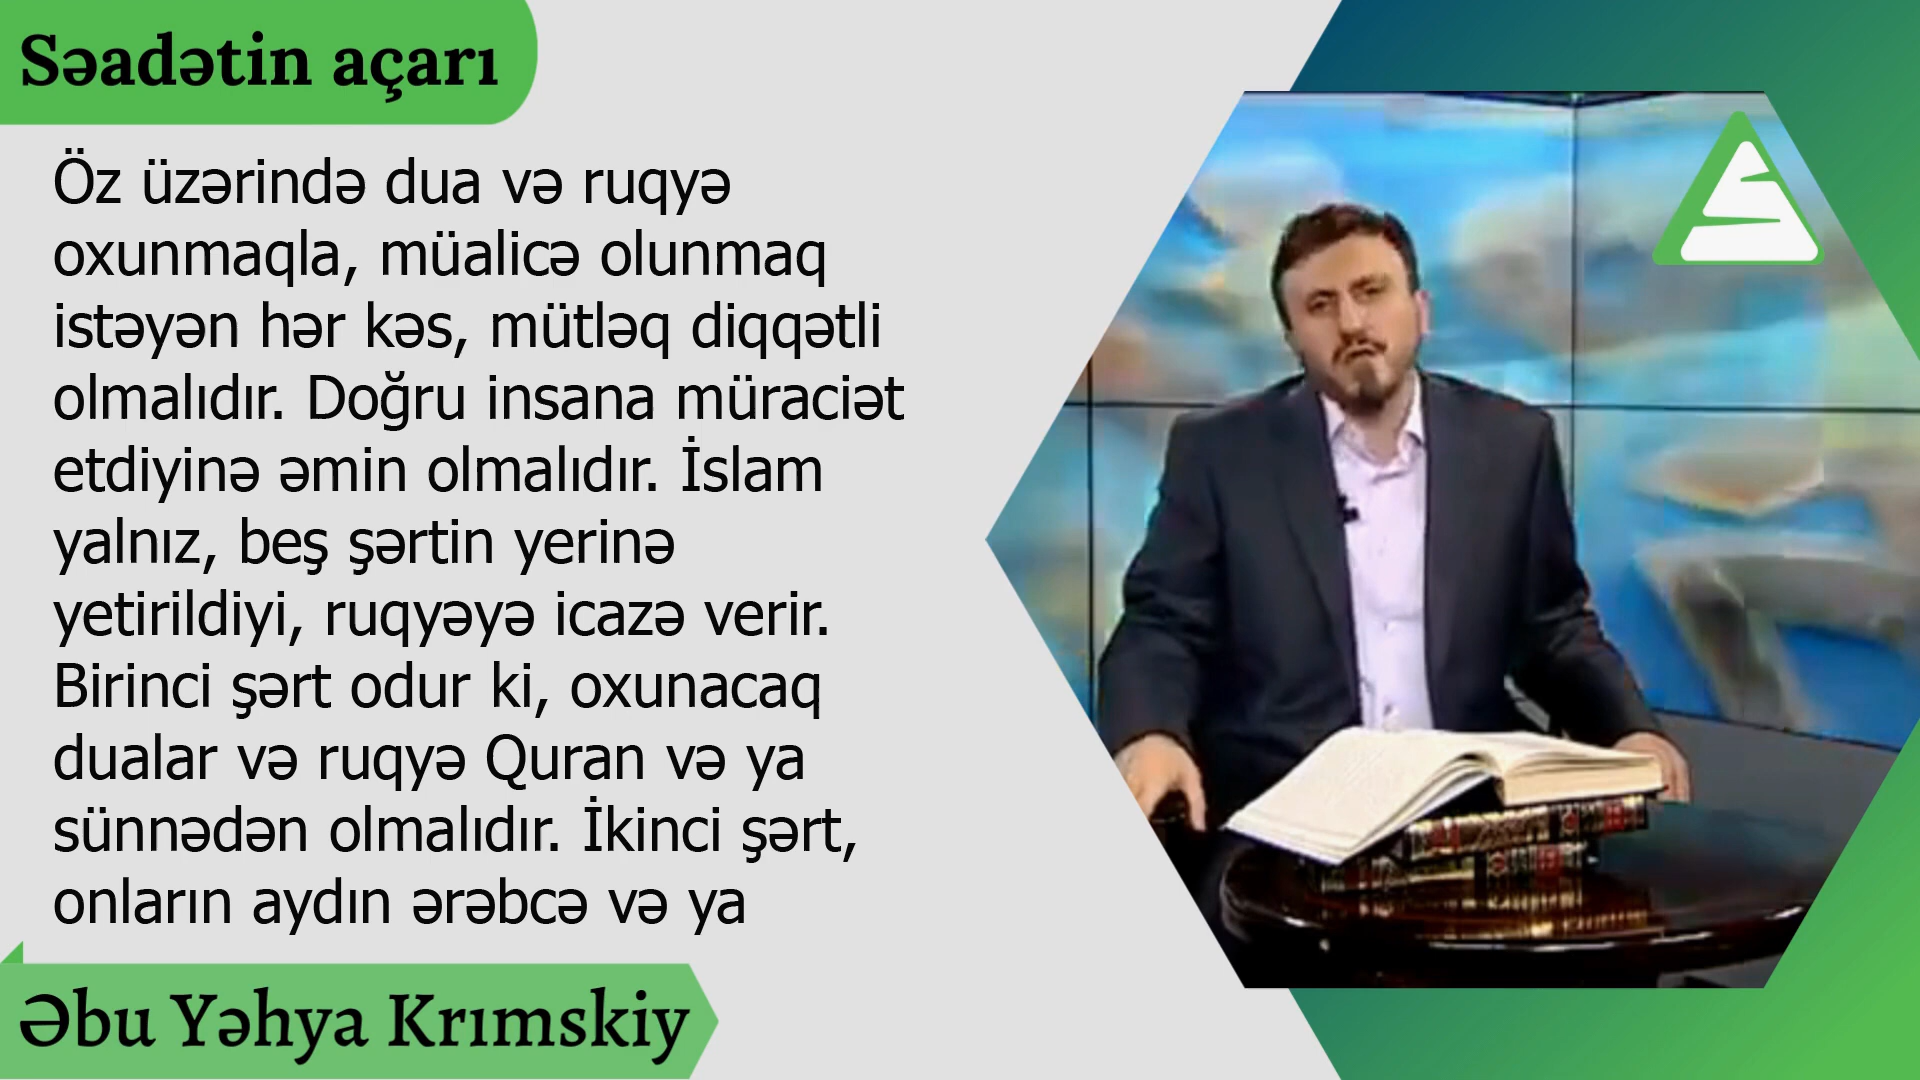 Səadətin açarı
Öz üzərində dua və ruqyə
oxunmaqla, müalicə olunmaq
istəyən hər kəs, mütləq diqqətli
olmalıdır. Doğru insana müraciət
etdiyinə əmin olmalıdır. İslam
yalnız, beş şərtin yerinə
yetirildiyi, ruqyəyə icazə verir.
Birinci şərt odur ki, oxunacaq
dualar və ruqyə Quran və ya
sünnədən olmalıdır. İkinci şərt,
onların aydın ərəbcə və ya
Əbu Yəhya Krımskiy